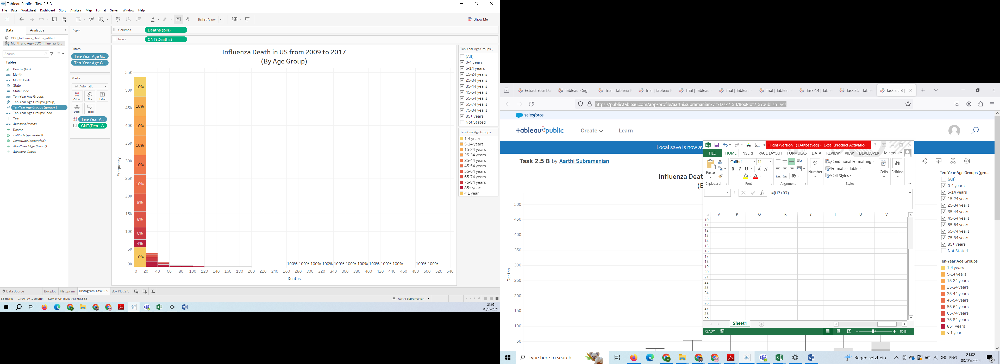 Tableau Public - Task 2.5 B
File Data Worksheet Dashboard Story Analysis Map Format Server Window Help
Entire View
Show Me
Data Analytics
CDC_Influenza_Deaths_edited
Month and Age (CDC_Influenza_D...
Search
Tables
Deaths (bin)
Abc Month
Abc Month Code
State
# State Code
Abc Ten-Year Age Groups
Ten-Year Age Groups (group)
Ten-Year Age Groups (group) 1
Abc Ten-Year Age Groups Code
# Year
Abc Measure Names
# Deaths
Latitude (generated)
Longitude (generated)
# Month and Age (Count)
# Measure Values
Pages
Filters
Ten-Year Age G..
Ten-Year Age G..
Marks
Automatic
Colour Size Label
Detail Tooltip
Ten-Year A..
CNT(Dea.. Δ
Columns
Deaths (bin)
Rows
CNT(Deaths)
Influenza Death in US from 2009 to 2017
(By Age Group)
Frequency
55K
50K
45K
40K
35K
30K
25K
20K
15K
10K
5K
0K
10%
10%
10%
10%
10%
10%
9%
8%
6%
4%
10%
100% 100% 100% 100% 100% 100% 100% 100% 100% 100% 100% 100%
0 20 40 60 80 100 120 140 160 180 200 220 240 260 280 300 320 340 360 380 400 420 440 460 480 500 520 540
Deaths
Ten-Year Age Groups (...
(All)
0-4 years
5-14 years
15-24 years
25-34 years
35-44 years
45-54 years
55-64 years
65-74 years
75-84 years
85+ years
Not Stated
Ten-Year Age Groups
1-4 years
5-14 years
15-24 years
25-34 years
35-44 years
45-54 years
55-64 years
65-74 years
75-84 years
85+ years
< 1 year
Data Source Box plot Histogram Histogram Task 2.5 Box Plot 2.5
65 marks 1 row by 1 column SUM of CNT(Deaths): 60,588
Aarthi Subramanian
21:02
03/05/2024
Extract Your Da Tableau - Sign Trial | Tableau Trial | Tableau Trial | Tableau Trial | Tableau Trial | Tableau Task 4.4 | Table Task 2.5 | Table Task 2.5 B | T
https://public.tableau.com/app/profile/aarthi.subramanian/viz/Task2_5B/BoxPlot2_5?publish=yes
salesforce
tableau public Create Learn
Local save is now av
Task 2.5 B by Aarthi Subramanian
Influenza Deat
(B
Deaths
500
450
400
350
300
250
200
150
100
50
Flight (version 1) [Autosaved] - Excel (Product Activatio...
?
FILE HOME INSERT PAGE LAYOUT FORMULAS DATA REVIEW VIEW DEVELOPER Micros...
Paste
Calibri 11
B I U A A
A
%
Number
Conditional Formatting
Format as Table
Cell Styles
Cells Editing
Clipboard Font Alignment Styles
fx =(H7+R7)
A P Q R S T U V
10
11
12
13
14
15
16
17
18
19
20
21
22
23
24
25
26
27
28
29
Sheet1
READY
85%
Ten-Year Age Groups (gro...
(All)
0-4 years
5-14 years
15-24 years
25-34 years
35-44 years
45-54 years
55-64 years
65-74 years
75-84 years
85+ years
Not Stated
Ten-Year Age Groups
1-4 years
5-14 years
15-24 years
25-34 years
35-44 years
45-54 years
55-64 years
65-74 years
75-84 years
85+ years
< 1 year
Type here to search
Regen setzt ein
ENG
21:02
03/05/2024
2